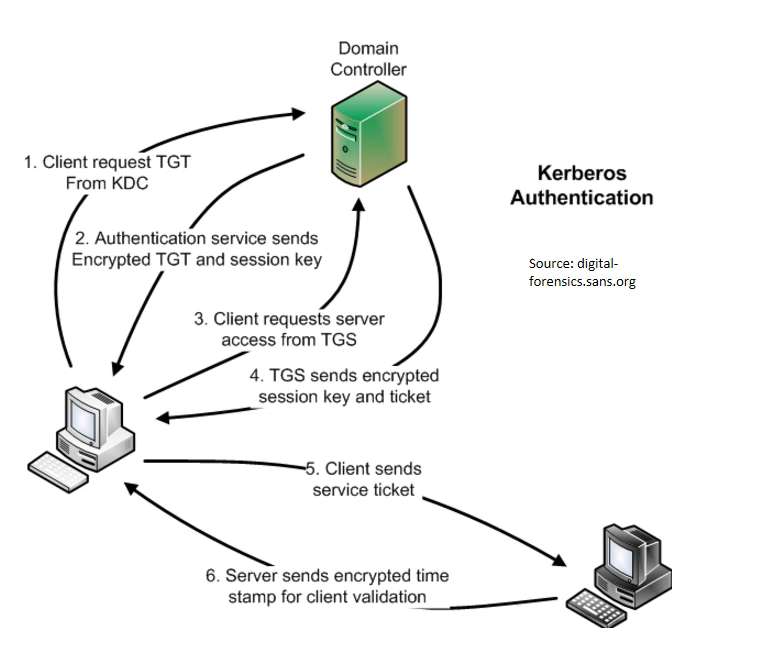 Domain
Controller
1. Client request TGT
From KDC
Kerberos
Authentication
2. Authentication service sends
Encrypted TGT and session key
Source: digital-
forensics.sans.org
3. Client requests server
access from TGS
4. TGS sends encrypted
session key and ticket
5. Client sends
service ticket
6. Server sends encrypted time
stamp for client validation